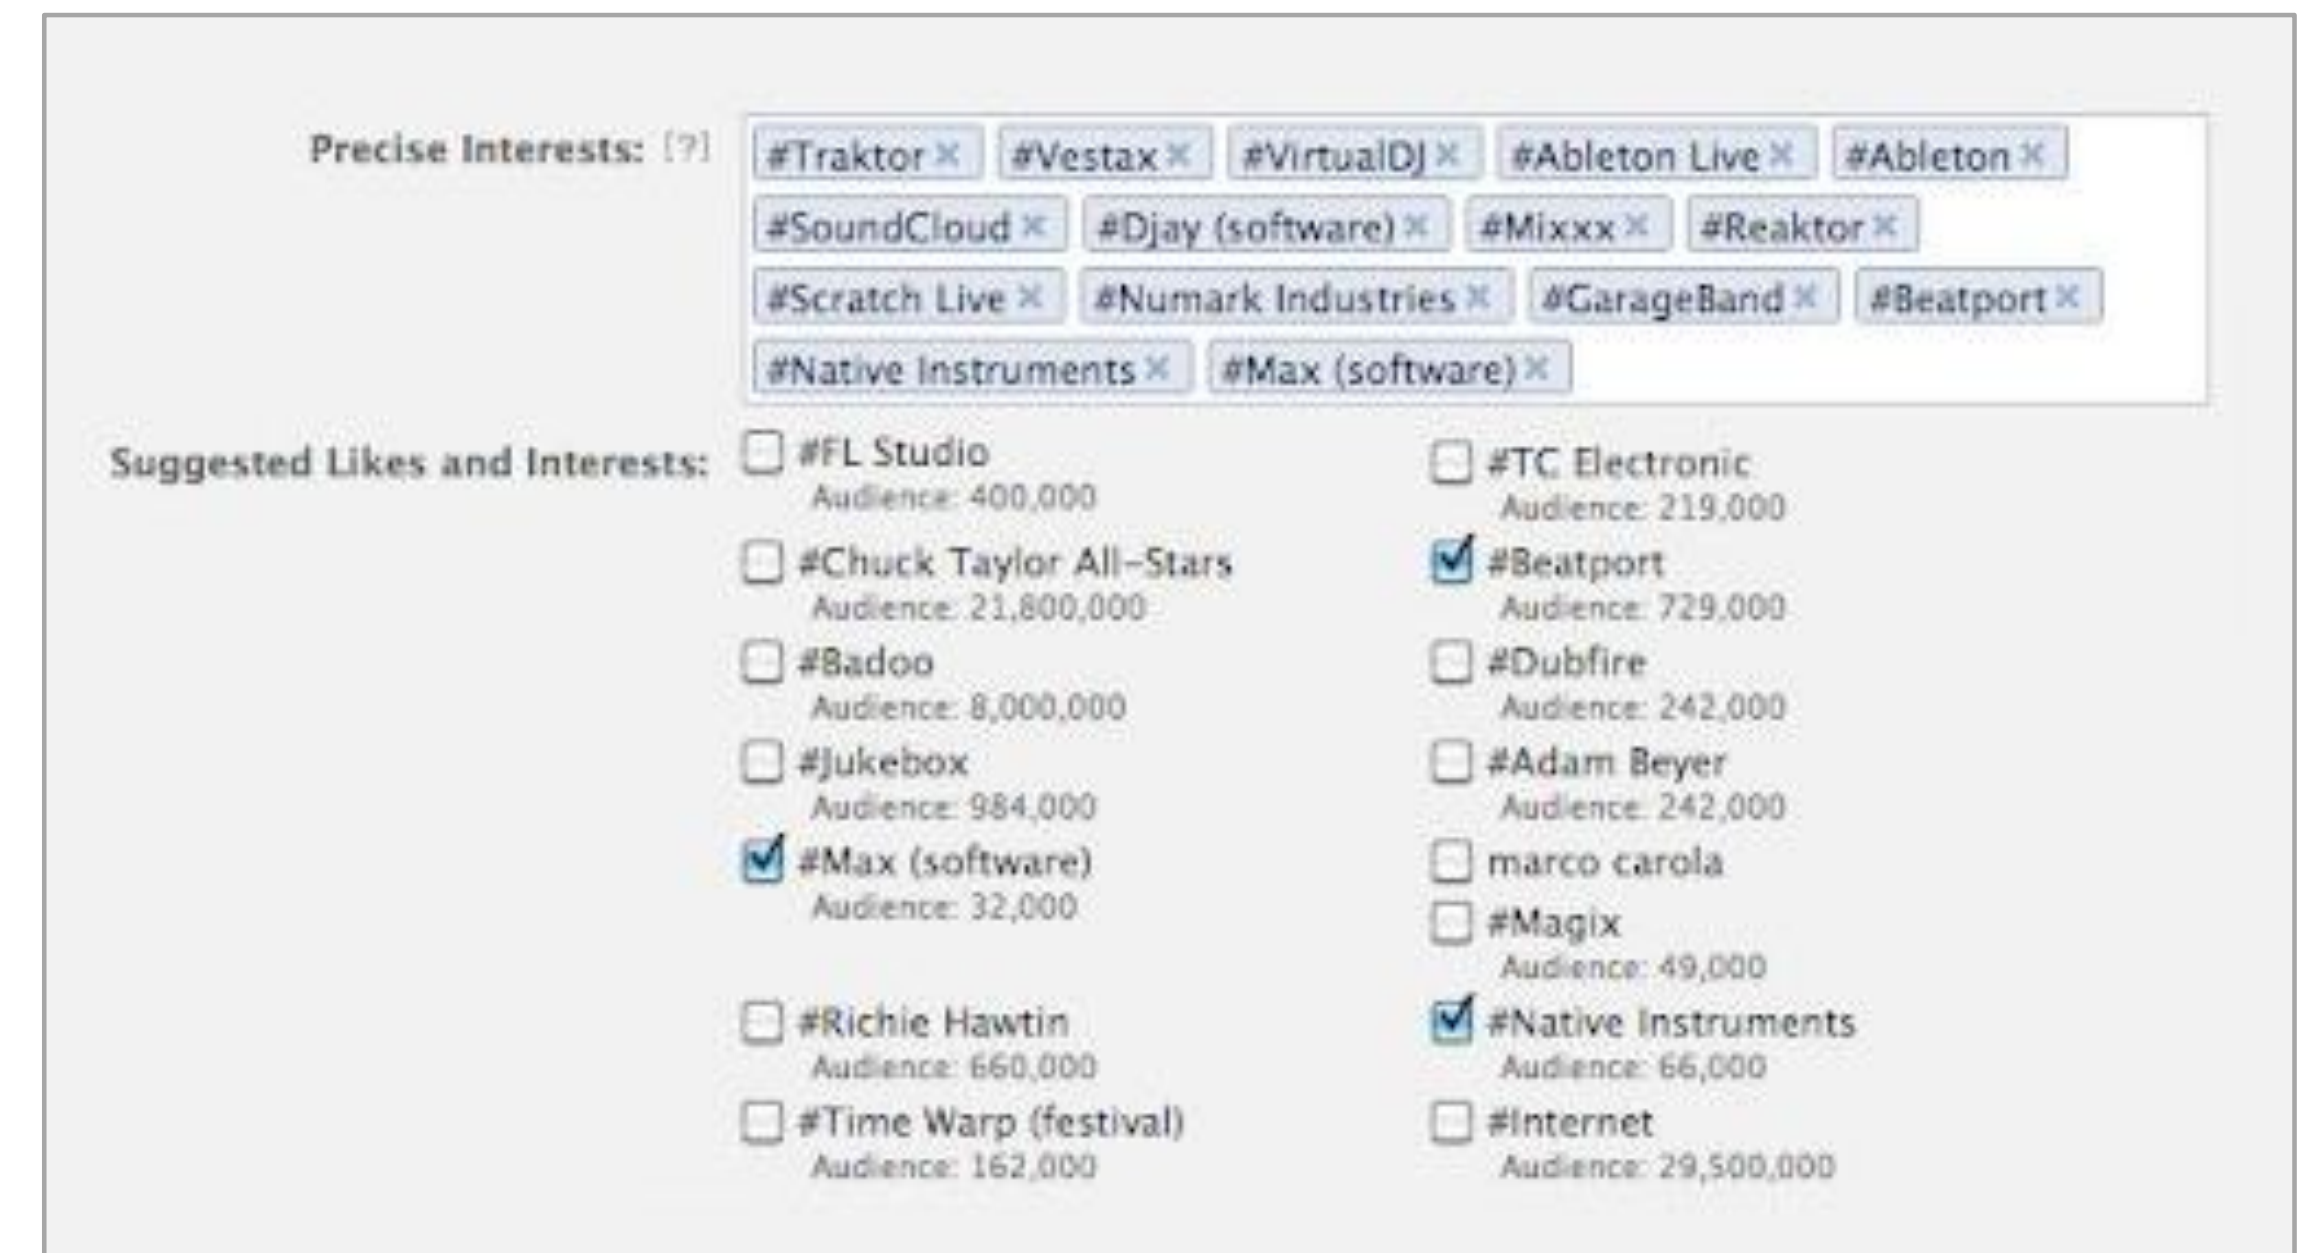 Precise Interests: [?]
#Traktor × #Vestax × #VirtualDJ × #Ableton Live × #Ableton ×
#SoundCloud × #Djay (software) × #Mixxx × #Reaktor ×
#Scratch Live × #Numark Industries × #GarageBand × #Beatport ×
#Native Instruments × #Max (software) ×
Suggested Likes and Interests:
#FL Studio
Audience: 400,000
#Chuck Taylor All-Stars
Audience: 21,800,000
#Badoo
Audience: 8,000,000
#Jukebox
Audience: 984,000
#Max (software)
Audience: 32,000
#Richie Hawtin
Audience: 660,000
#Time Warp (festival)
Audience: 162,000
#TC Electronic
Audience: 219,000
#Beatport
Audience: 729,000
#Dubfire
Audience: 242,000
#Adam Beyer
Audience: 242,000
marco carola
#Magix
Audience: 49,000
#Native Instruments
Audience: 66,000
#Internet
Audience: 29,500,000